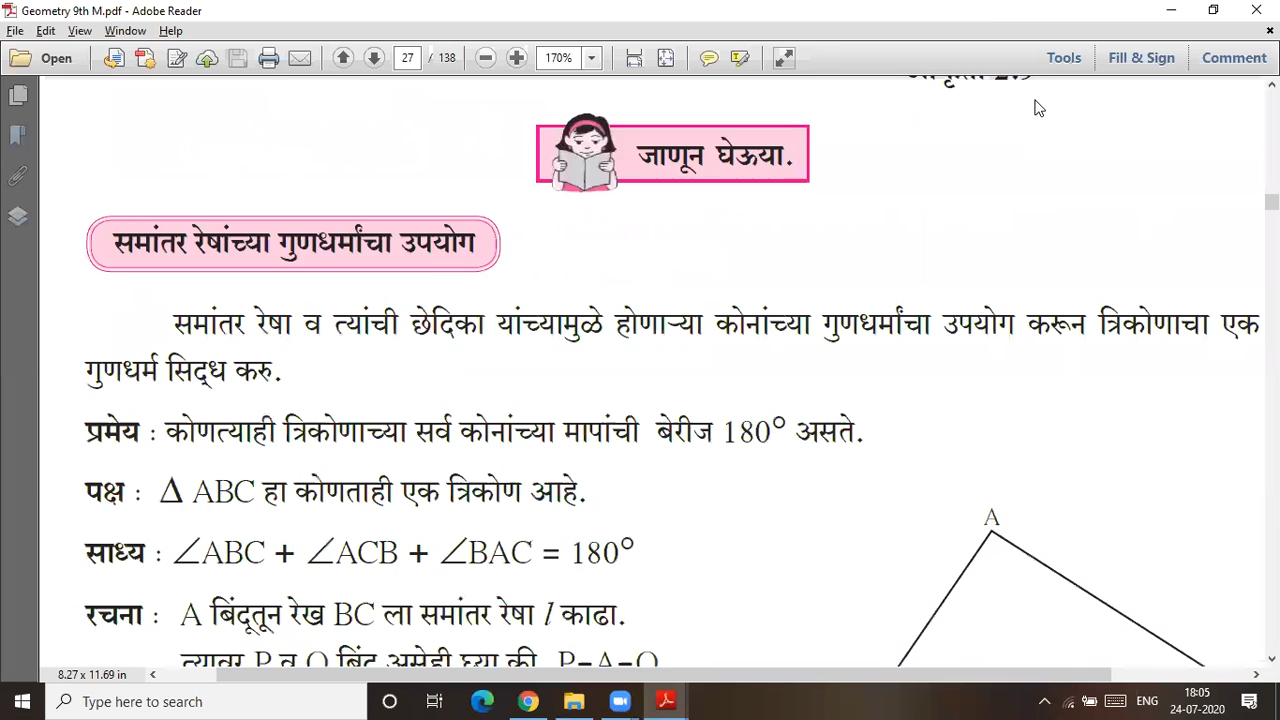 Geometry 9th M.pdf - Adobe Reader
File Edit View Window Help
Open 27 / 138 170% Tools Fill & Sign Comment
जाणून घेऊया.
समांतर रेषांच्या गुणधर्मांचा उपयोग
समांतर रेषा व त्यांची छेदिका यांच्यामुळे होणाऱ्या कोनांच्या गुणधर्मांचा उपयोग करून त्रिकोणाचा एक
गुणधर्म सिद्ध करु.
प्रमेय : कोणत्याही त्रिकोणाच्या सर्व कोनांच्या मापांची बेरीज 180° असते.
पक्ष : Δ ABC हा कोणताही एक त्रिकोण आहे.
A
साध्य : ∠ABC + ∠ACB + ∠BAC = 180°
रचना : A बिंदूतून रेख BC ला समांतर रेषा l काढा.
त्यावर P व Q बिंदू असेही घ्या की, P-A-Q
8.27 x 11.69 in
Type here to search
ENG
18:05
24-07-2020